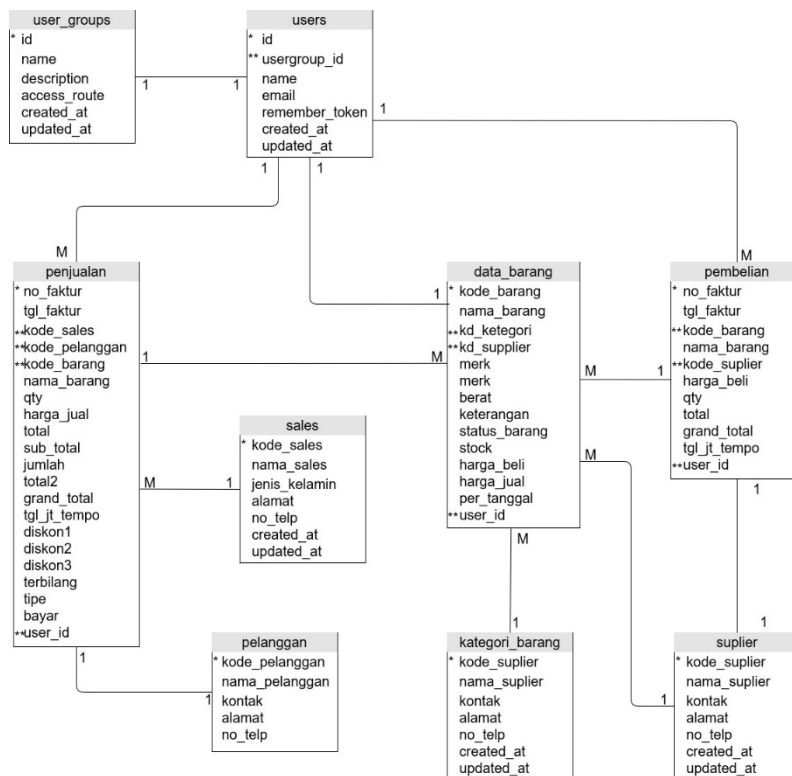 user_groups
* id
name
description
access_route
created_at
updated_at
1
1
users
* id
** usergroup_id
name
email
remember_token
created_at
updated_at
1
1
1
M
1
M
penjualan
* no_faktur
tgl_faktur
**kode_sales
**kode_pelanggan
**kode_barang
nama_barang
qty
harga_jual
total
sub_total
jumlah
total2
grand_total
tgl_jt_tempo
diskon1
diskon2
diskon3
terbilang
tipe
bayar
**user_id
1
M
M
1
sales
* kode_sales
nama_sales
jenis_kelamin
alamat
no_telp
created_at
updated_at
data_barang
* kode_barang
nama_barang
**kd_ketegori
**kd_supplier
merk
merk
berat
keterangan
status_barang
stock
harga_beli
harga_jual
per_tanggal
**user_id
M
1
M
M
1
pembelian
* no_faktur
tgl_faktur
**kode_barang
nama_barang
**kode_suplier
harga_beli
qty
total
grand_total
tgl_jt_tempo
**user_id
1
1
1
1
pelanggan
* kode_pelanggan
nama_pelanggan
kontak
alamat
no_telp
kategori_barang
* kode_suplier
nama_suplier
kontak
alamat
no_telp
created_at
updated_at
1
suplier
* kode_suplier
nama_suplier
kontak
alamat
no_telp
created_at
updated_at